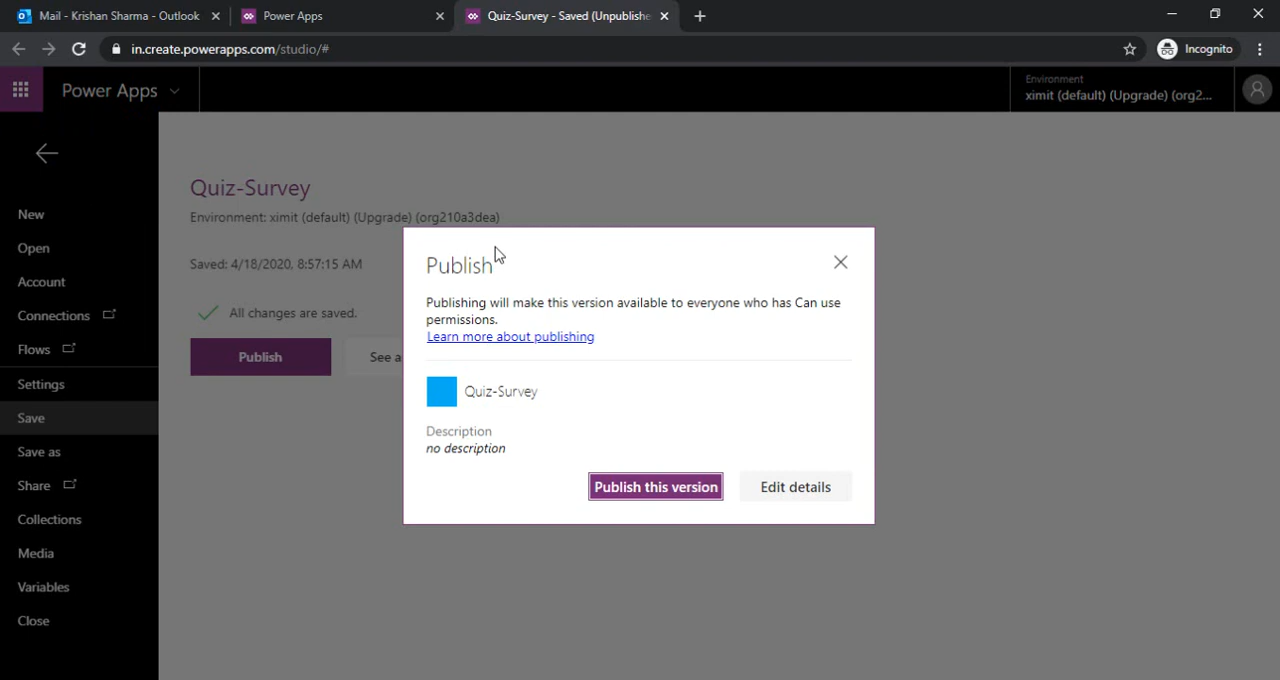 Mail - Krishan Sharma - Outlook
Power Apps
Quiz-Survey - Saved (Unpublishe
in.create.powerapps.com/studio/#
Incognito
Power Apps
Environment
ximit (default) (Upgrade) (org2...
Quiz-Survey
Environment: ximit (default) (Upgrade) (org210a3dea)
Saved: 4/18/2020, 8:57:15 AM
All changes are saved.
Publish
See a
New
Open
Account
Connections
Flows
Settings
Save
Save as
Share
Collections
Media
Variables
Close
Publish
Publishing will make this version available to everyone who has Can use
permissions.
Learn more about publishing
Quiz-Survey
Description
no description
Publish this version
Edit details